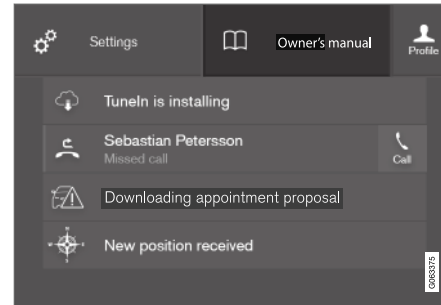 Settings
Owner's manual
Profile
TuneIn is installing
Sebastian Petersson
Missed call
Call
Downloading appointment proposal
New position received
G063375